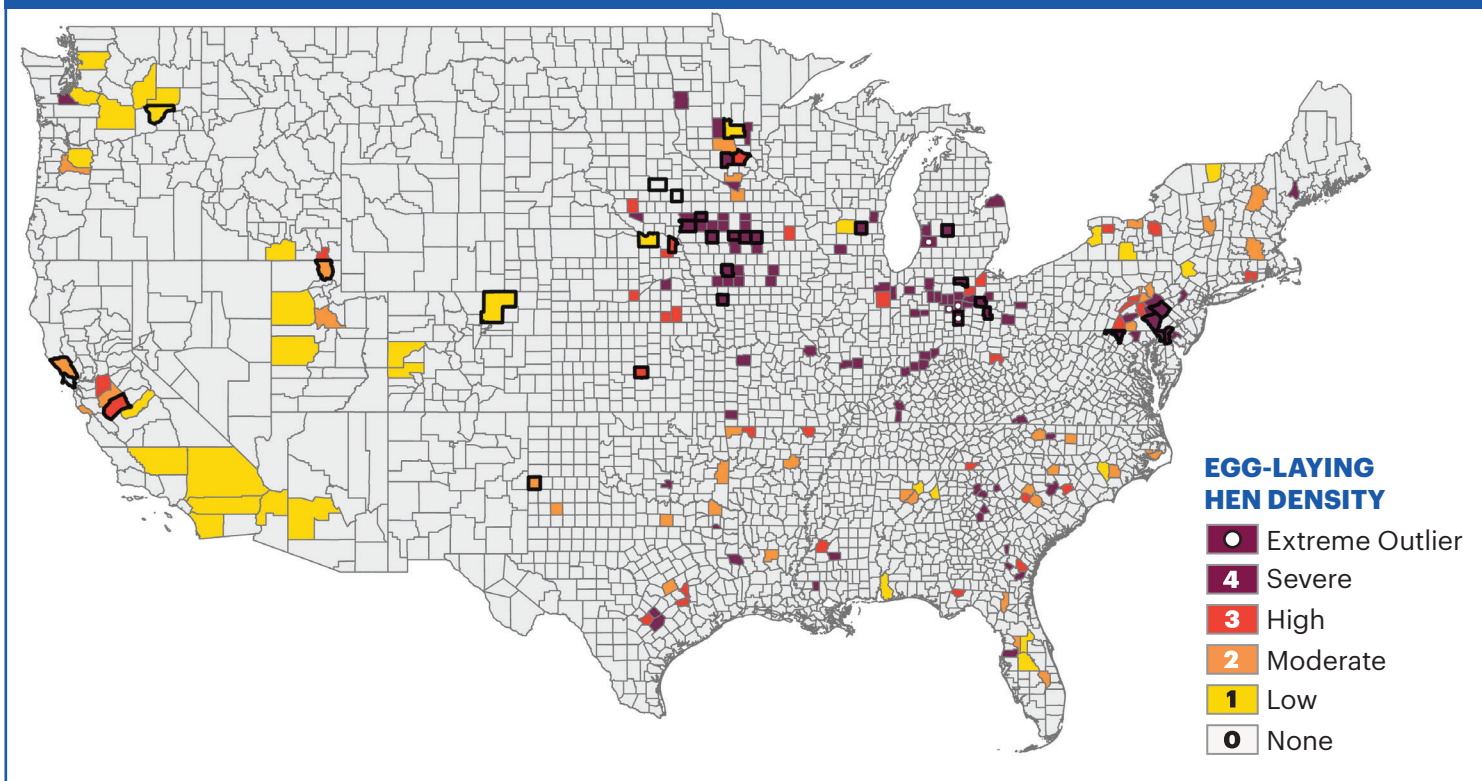 EGG-LAYING
HEN DENSITY
Extreme Outlier
4 Severe
3 High
2 Moderate
1 Low
0 None